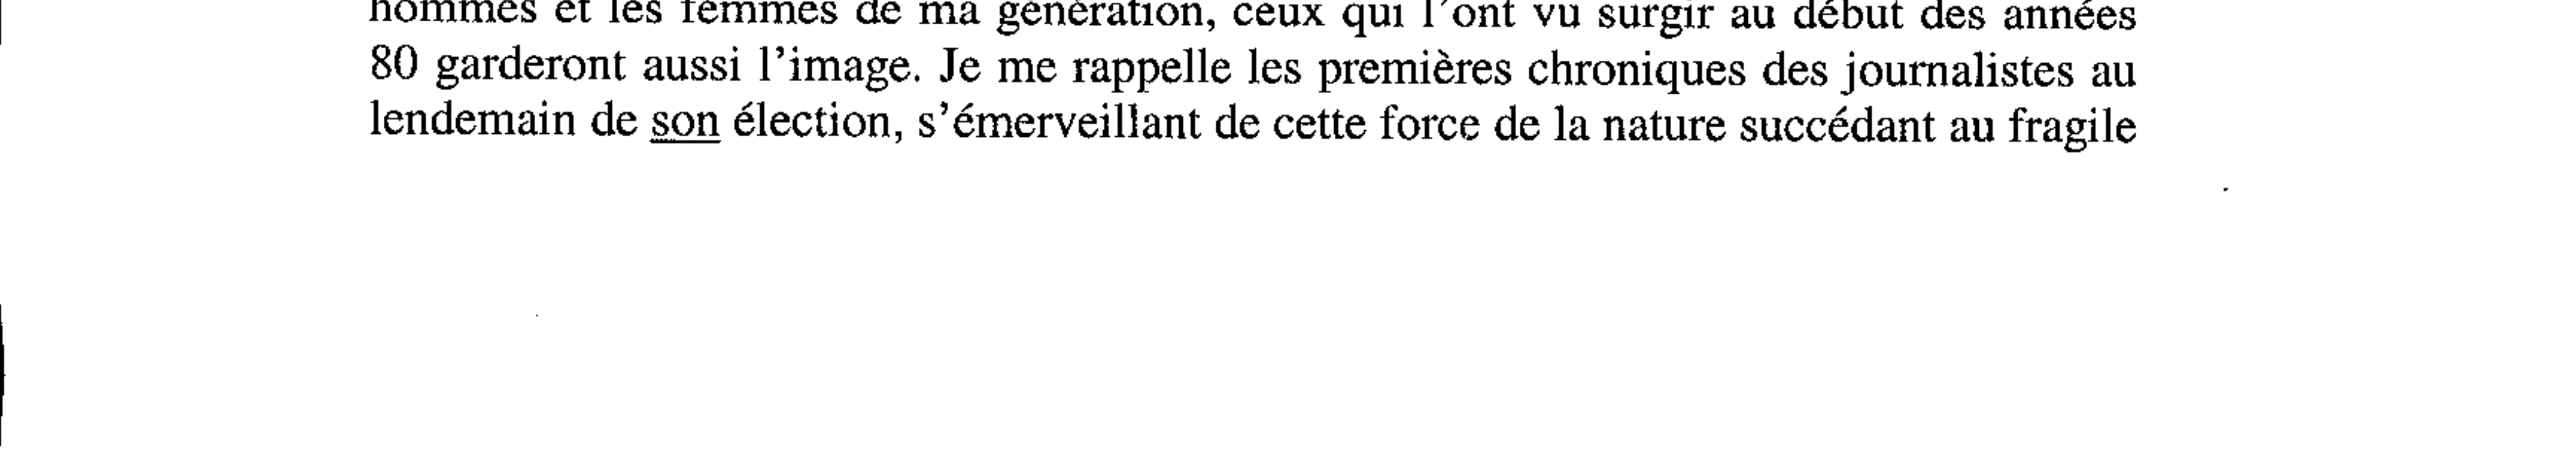 hommes et les femmes de ma génération, ceux qui l'ont vu surgir au début des années
80 garderont aussi l'image. Je me rappelle les premières chroniques des journalistes au
lendemain de son élection, s'émerveillant de cette force de la nature succédant au fragile